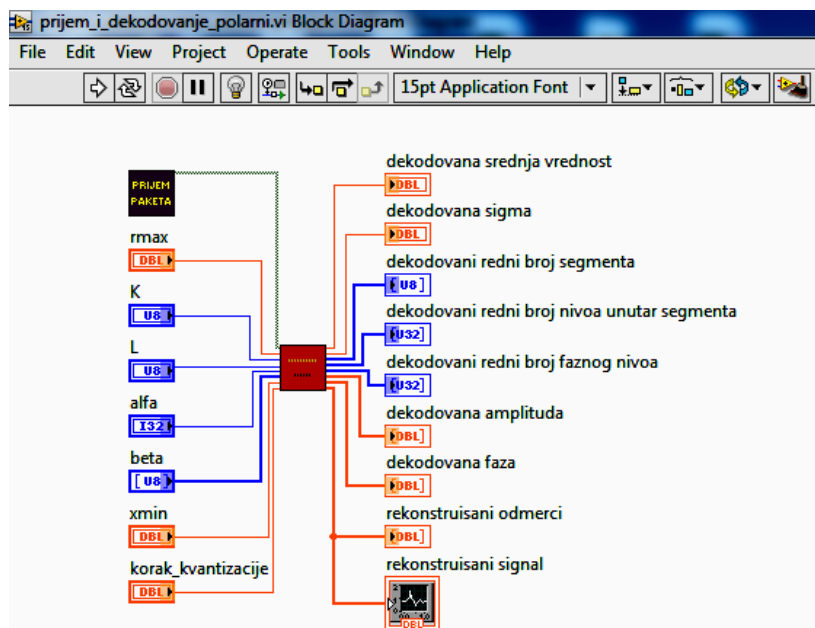 prijem_i_dekodovanje_polarni.vi Block Diagram
File Edit View Project Operate Tools Window Help
15pt Application Font
PRIJEM
PAKETA
rmax
DBL
K
U8
L
U8
alfa
I32
beta
[U8]
xmin
DBL
korak_kvantizacije
DBL
dekodovana srednja vrednost
DBL
dekodovana sigma
DBL
dekodovani redni broj segmenta
[U8]
dekodovani redni broj nivoa unutar segmenta
[U32]
dekodovani redni broj faznog nivoa
[U32]
dekodovana amplituda
[DBL]
dekodovana faza
[DBL]
rekonstruisani odmerci
[DBL]
rekonstruisani signal
DBL